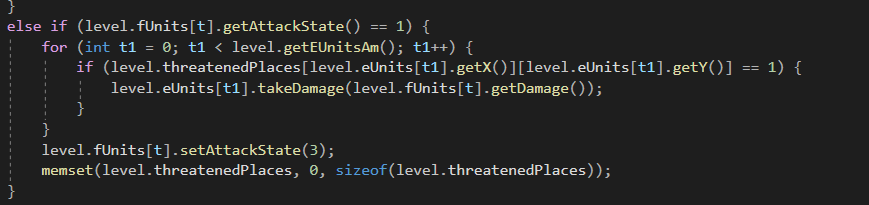 }
else if (level.fUnits[t].getAttackState() == 1) {
for (int t1 = 0; t1 < level.getEUnitsAm(); t1++) {
if (level.threatenedPlaces[level.eUnits[t1].getX()][level.eUnits[t1].getY()] == 1) {
level.eUnits[t1].takeDamage(level.fUnits[t].getDamage());
}
}
level.fUnits[t].setAttackState(3);
memset(level.threatenedPlaces, 0, sizeof(level.threatenedPlaces));
}